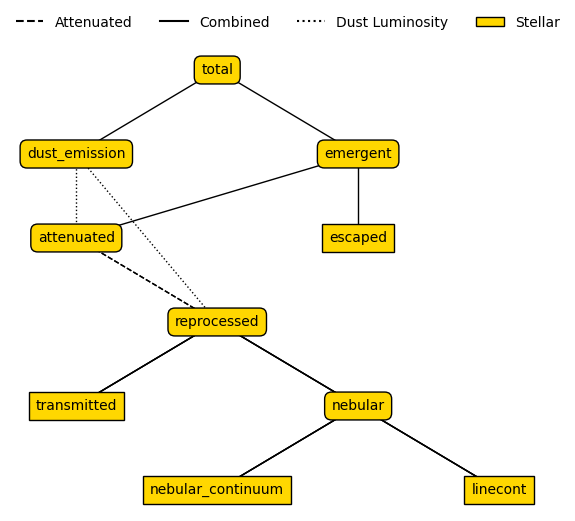 Attenuated Combined Dust Luminosity Stellar
total
dust_emission emergent
attenuated escaped
reprocessed
transmitted nebular
nebular_continuum linecont